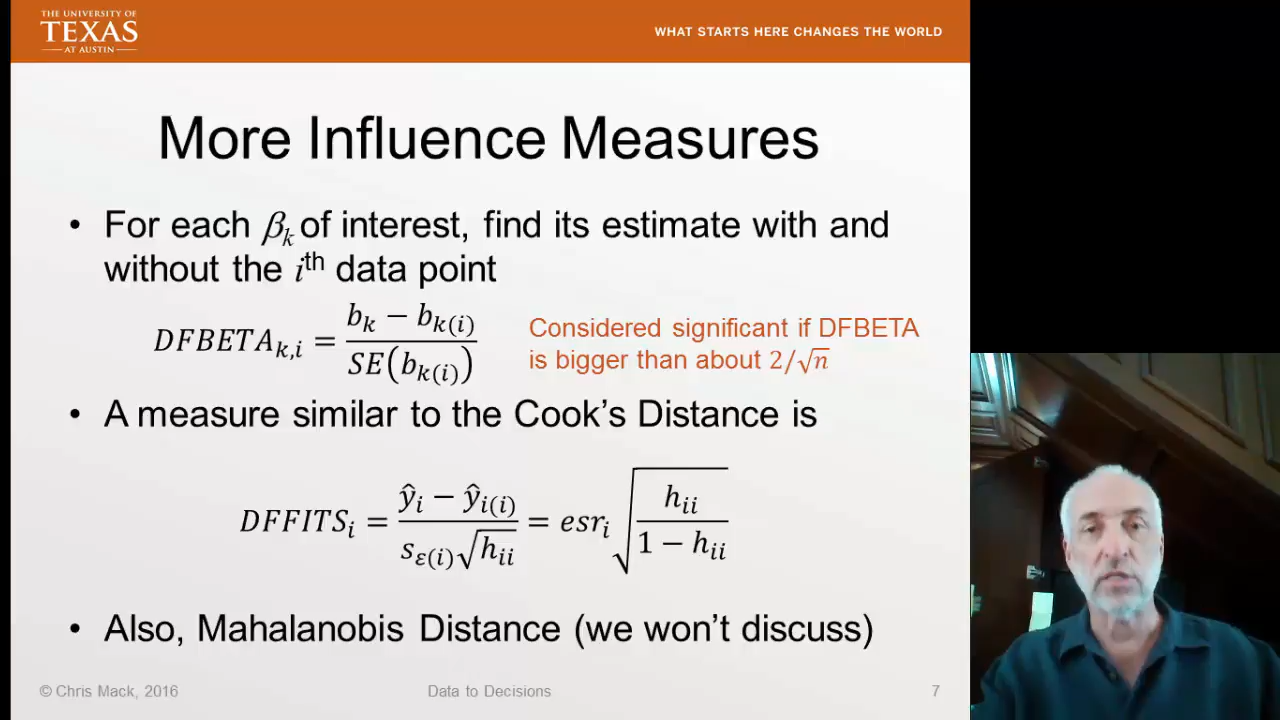 THE UNIVERSITY OF
TEXAS
AT AUSTIN
WHAT STARTS HERE CHANGES THE WORLD
More Influence Measures
• For each βk of interest, find its estimate with and
without the ith data point
DFBETAk,i = (bk − bk(i)) / SE(bk(i))
Considered significant if DFBETA
is bigger than about 2/√n
• A measure similar to the Cook's Distance is
DFFITSi = (ŷi − ŷi(i)) / (sε(i)√hii) = esri √(hii / (1 − hii))
• Also, Mahalanobis Distance (we won't discuss)
© Chris Mack, 2016
Data to Decisions
7